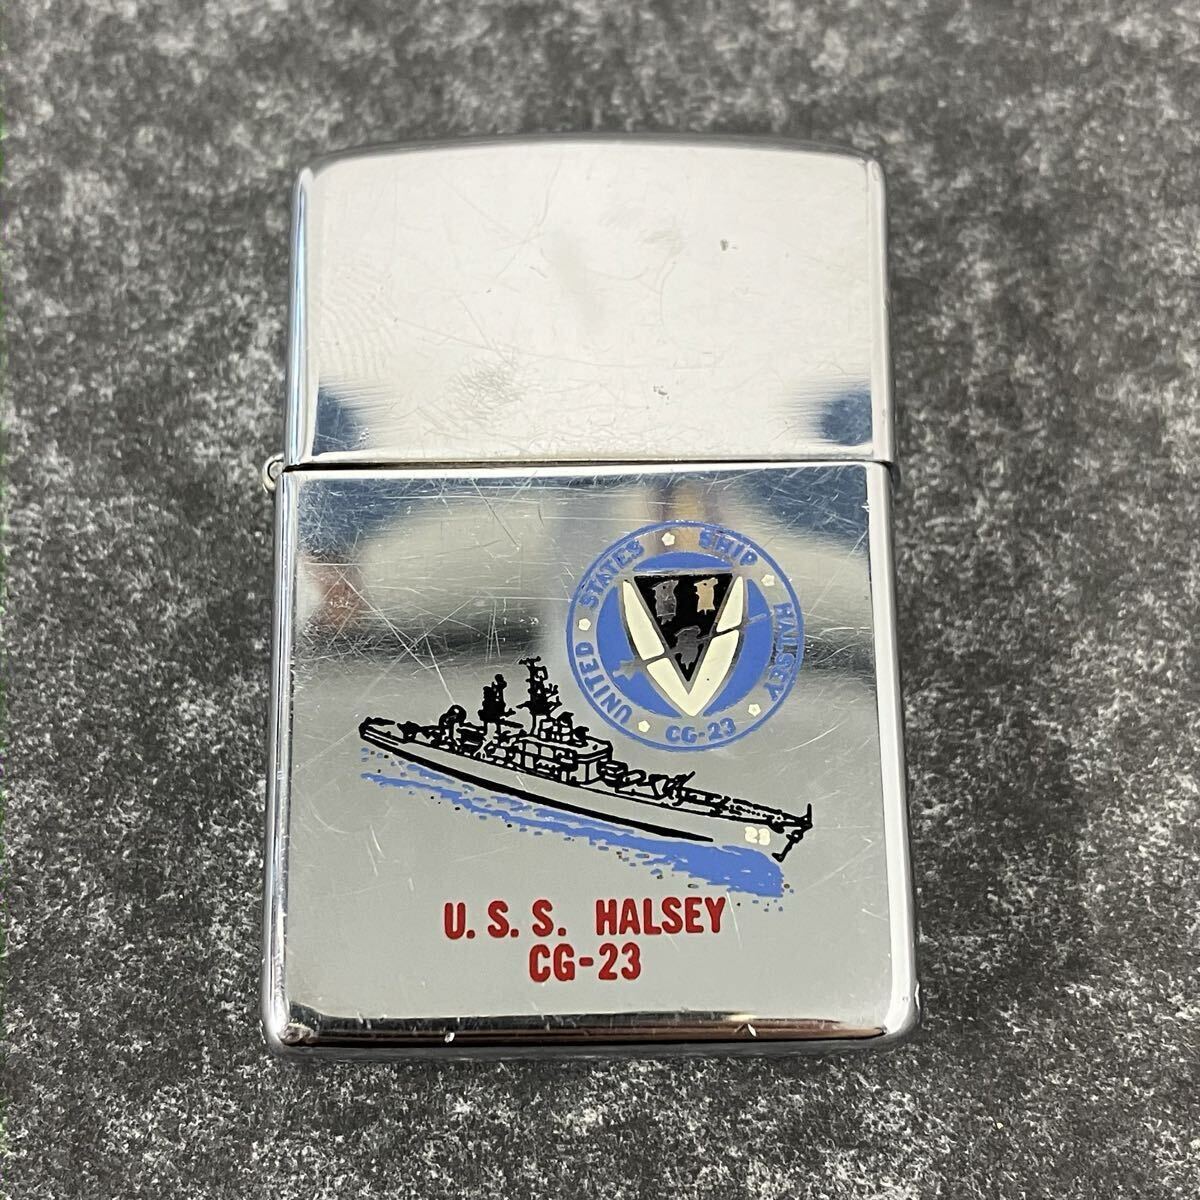 UNITED STATES SHIP HALSEY
CG-23
23
U.S.S. HALSEY
CG-23